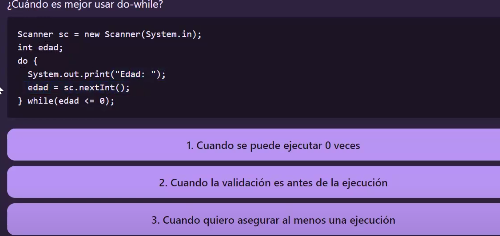 ¿Cuándo es mejor usar do-while?
Scanner sc = new Scanner(System.in);
int edad;
do {
  System.out.print("Edad: ");
  edad = sc.nextInt();
} while(edad <= 0);
1. Cuando se puede ejecutar 0 veces
2. Cuando la validación es antes de la ejecución
3. Cuando quiero asegurar al menos una ejecución